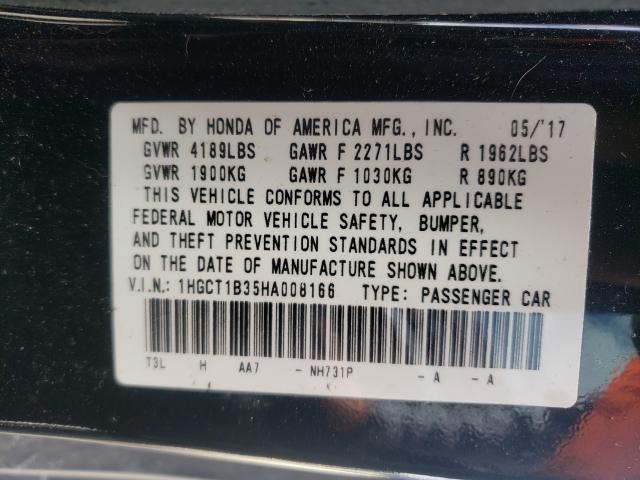 MFD. BY HONDA OF AMERICA MFG., INC. 05/'17
GVWR 4189LBS GAWR F 2271LBS R 1962LBS
GVWR 1900KG GAWR F 1030KG R 890KG
THIS VEHICLE CONFORMS TO ALL APPLICABLE
FEDERAL MOTOR VEHICLE SAFETY, BUMPER,
AND THEFT PREVENTION STANDARDS IN EFFECT
ON THE DATE OF MANUFACTURE SHOWN ABOVE.
V.I.N.: 1HGCT1B35HA008166 TYPE: PASSENGER CAR
T3L H AA7 - NH731P - A - A